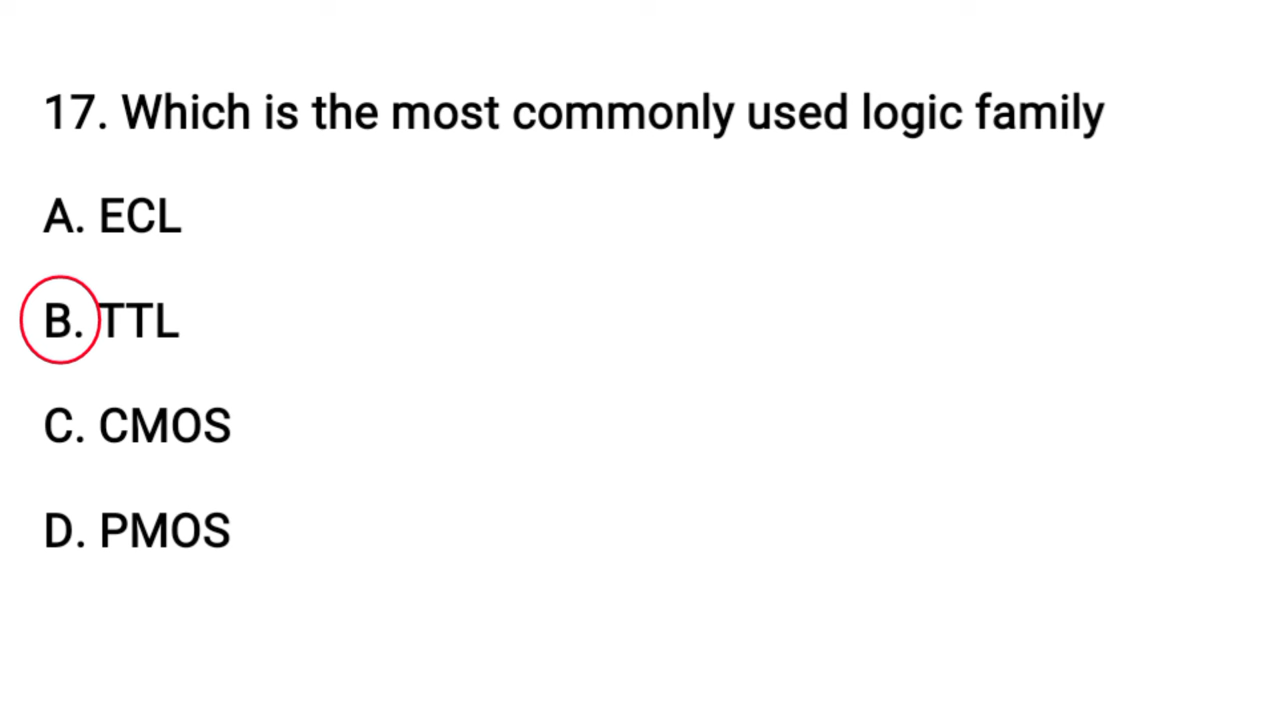 17. Which is the most commonly used logic family
A. ECL
B. TTL
C. CMOS
D. PMOS